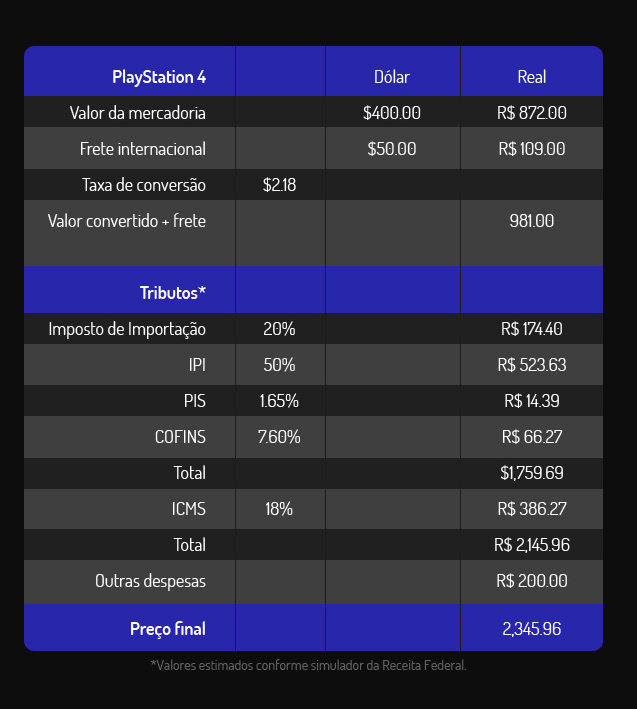 PlayStation 4 Dólar Real
Valor da mercadoria $400.00 R$ 872.00
Frete internacional $50.00 R$ 109.00
Taxa de conversão $2.18
Valor convertido + frete 981.00
Tributos*
Imposto de Importação 20% R$ 174.40
IPI 50% R$ 523.63
PIS 1.65% R$ 14.39
COFINS 7.60% R$ 66.27
Total $1,759.69
ICMS 18% R$ 386.27
Total R$ 2,145.96
Outras despesas R$ 200.00
Preço final 2,345.96
*Valores estimados conforme simulador da Receita Federal.